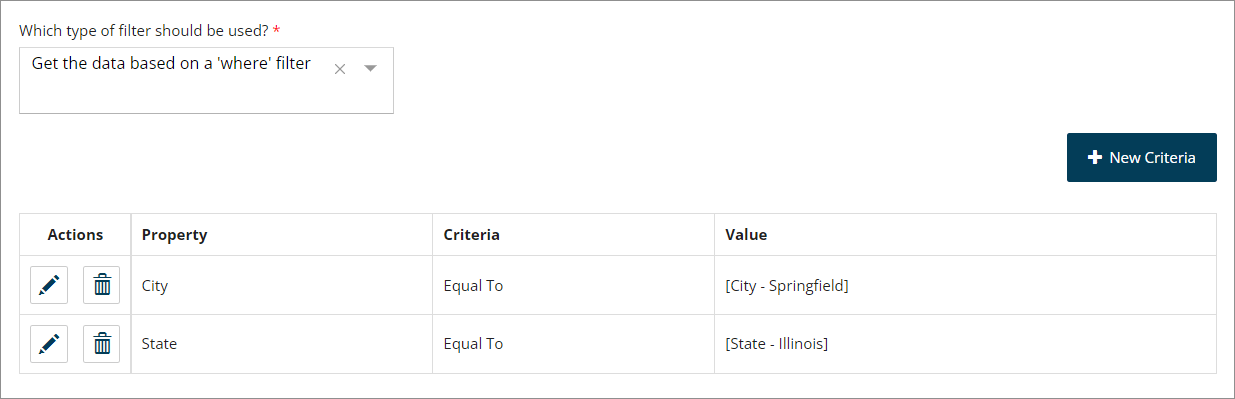 Which type of filter should be used? *
Get the data based on a 'where' filter
New Criteria
Actions Property Criteria Value
City Equal To [City - Springfield]
State Equal To [State - Illinois]